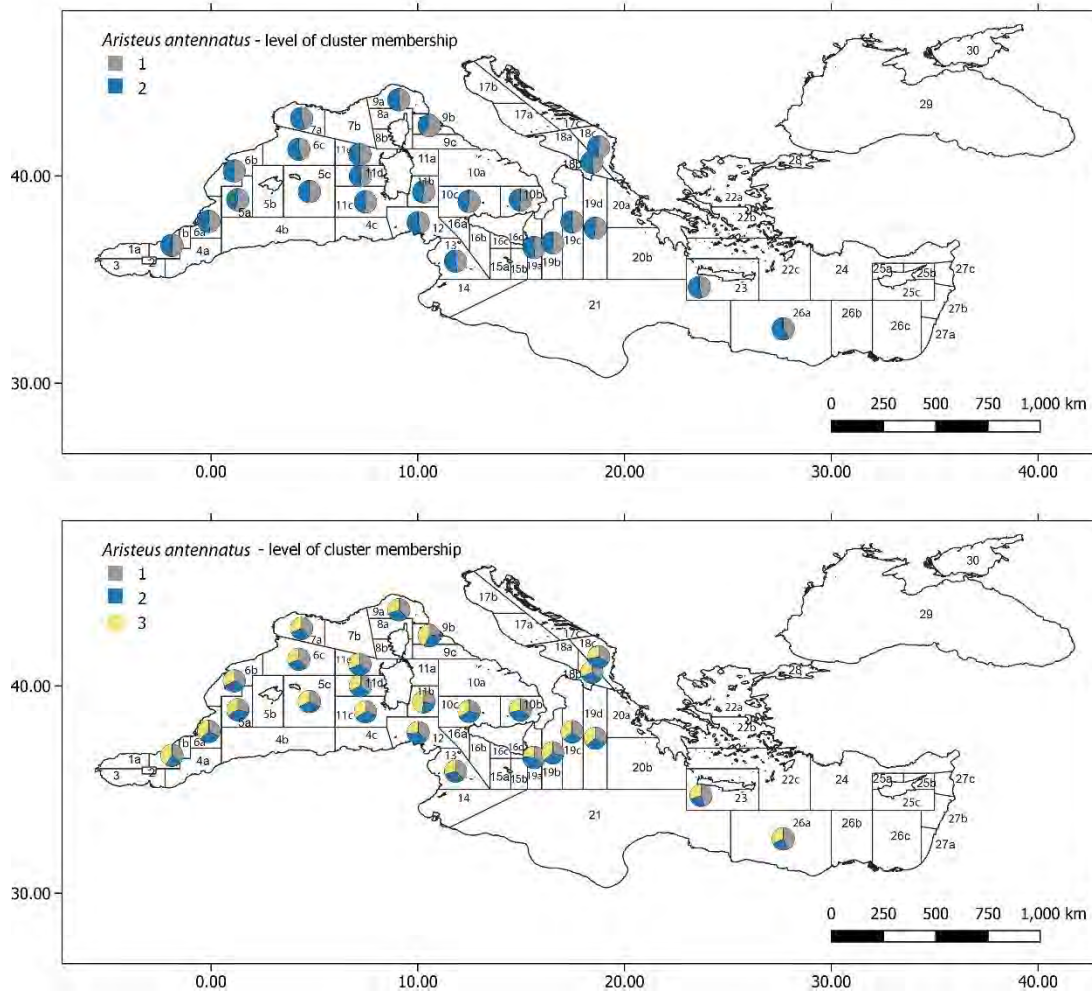 Aristeus antennatus - level of cluster membership
1
2
30
17b
9a
8a
17a
29
9b
7a
7b
17c
18c
8b
18a
9c
6c
28
11a
18b
6b
10a
40.00
11d
22a
5c
11b
10c
10b
19d
20a
5b
11c
22b
5a
6a
4b
4c
12
16a
19c
1a
4a
16b
16c
16d
13
20b
24
25a
27c
3
2
15a
15b
19a
19b
22c
25b
23
25c
14
21
26a
26b
27b
26c
27a
30.00
0 250 500 750 1,000 km
0.00 10.00 20.00 30.00 40.00
Aristeus antennatus - level of cluster membership
1
2
3
30
17b
9a
8a
17a
29
9b
7a
7b
17c
18c
8b
18a
9c
6c
28
11a
18b
6b
10a
40.00
11d
22a
5c
11b
10c
10b
19d
20a
5b
11c
22b
5a
6a
4b
4c
12
16a
19c
1a
4a
16b
16c
16d
13
20b
24
25a
27c
3
2
15a
15b
19a
19b
22c
25b
23
25c
14
21
26a
26b
27b
26c
27a
30.00
0 250 500 750 1,000 km
0.00 10.00 20.00 30.00 40.00